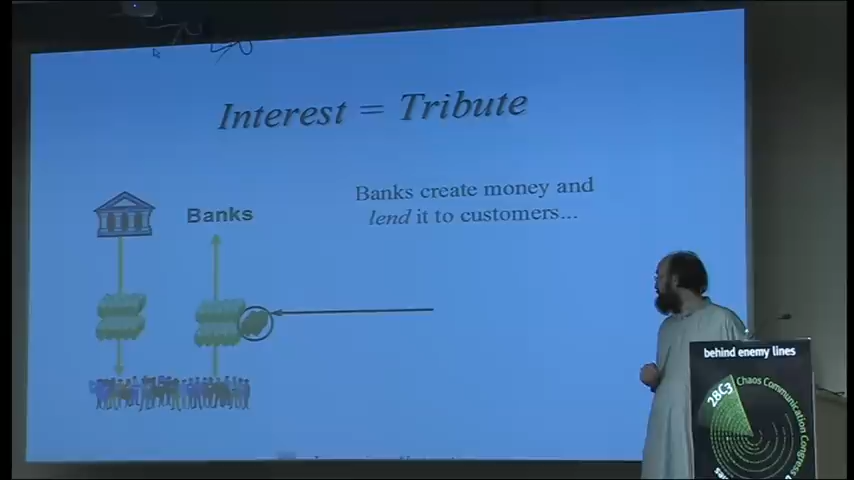 Interest = Tribute
Banks create money and
lend it to customers...
Banks
behind enemy lines
28C3
Chaos Communication Congress